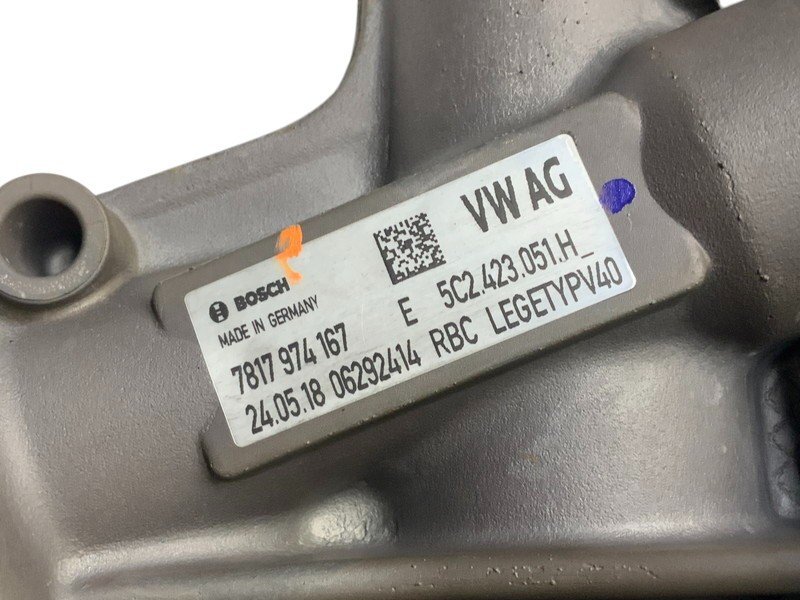 VW AG
BOSCH
MADE IN GERMANY
E 5C2.423.051.H_
7817 974 167
24.05.18 06292414 RBC LEGETYPV40